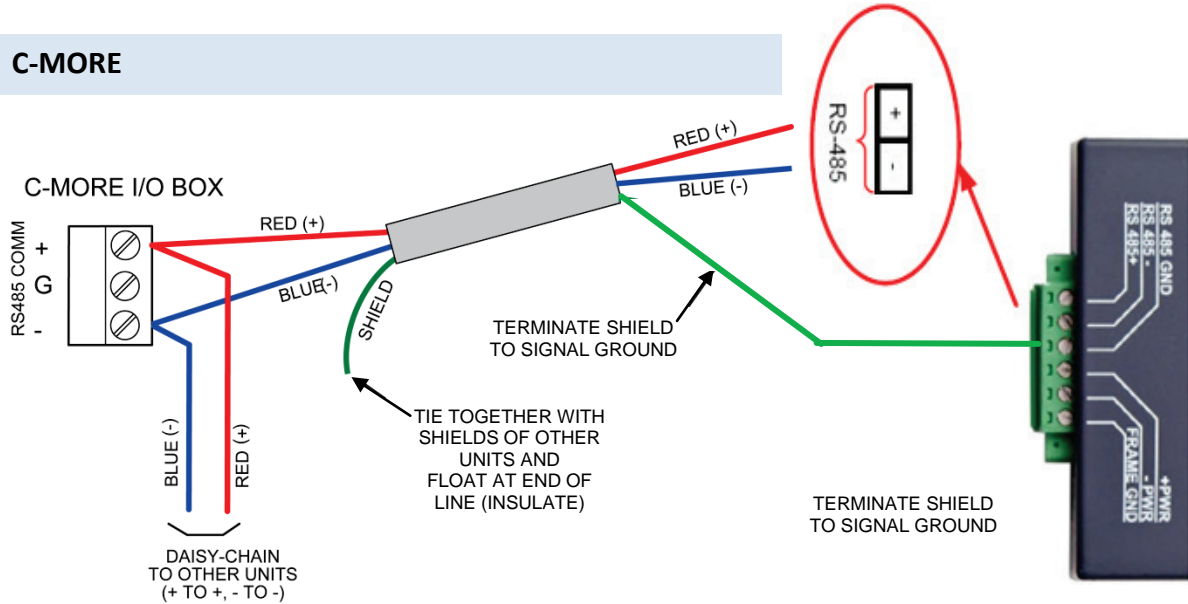 C-MORE
C-MORE I/O BOX
RS485 COMM
+
G
-
RED (+)
BLUE(-)
SHIELD
RED (+)
BLUE (-)
RS-485
+
-
TERMINATE SHIELD
TO SIGNAL GROUND
TIE TOGETHER WITH
SHIELDS OF OTHER
UNITS AND
FLOAT AT END OF
LINE (INSULATE)
BLUE (-)
RED (+)
DAISY-CHAIN
TO OTHER UNITS
(+ TO +, - TO -)
TERMINATE SHIELD
TO SIGNAL GROUND
RS 485 GND
RS 485 -
RS 485+
+PWR
- PWR
FRAME GND